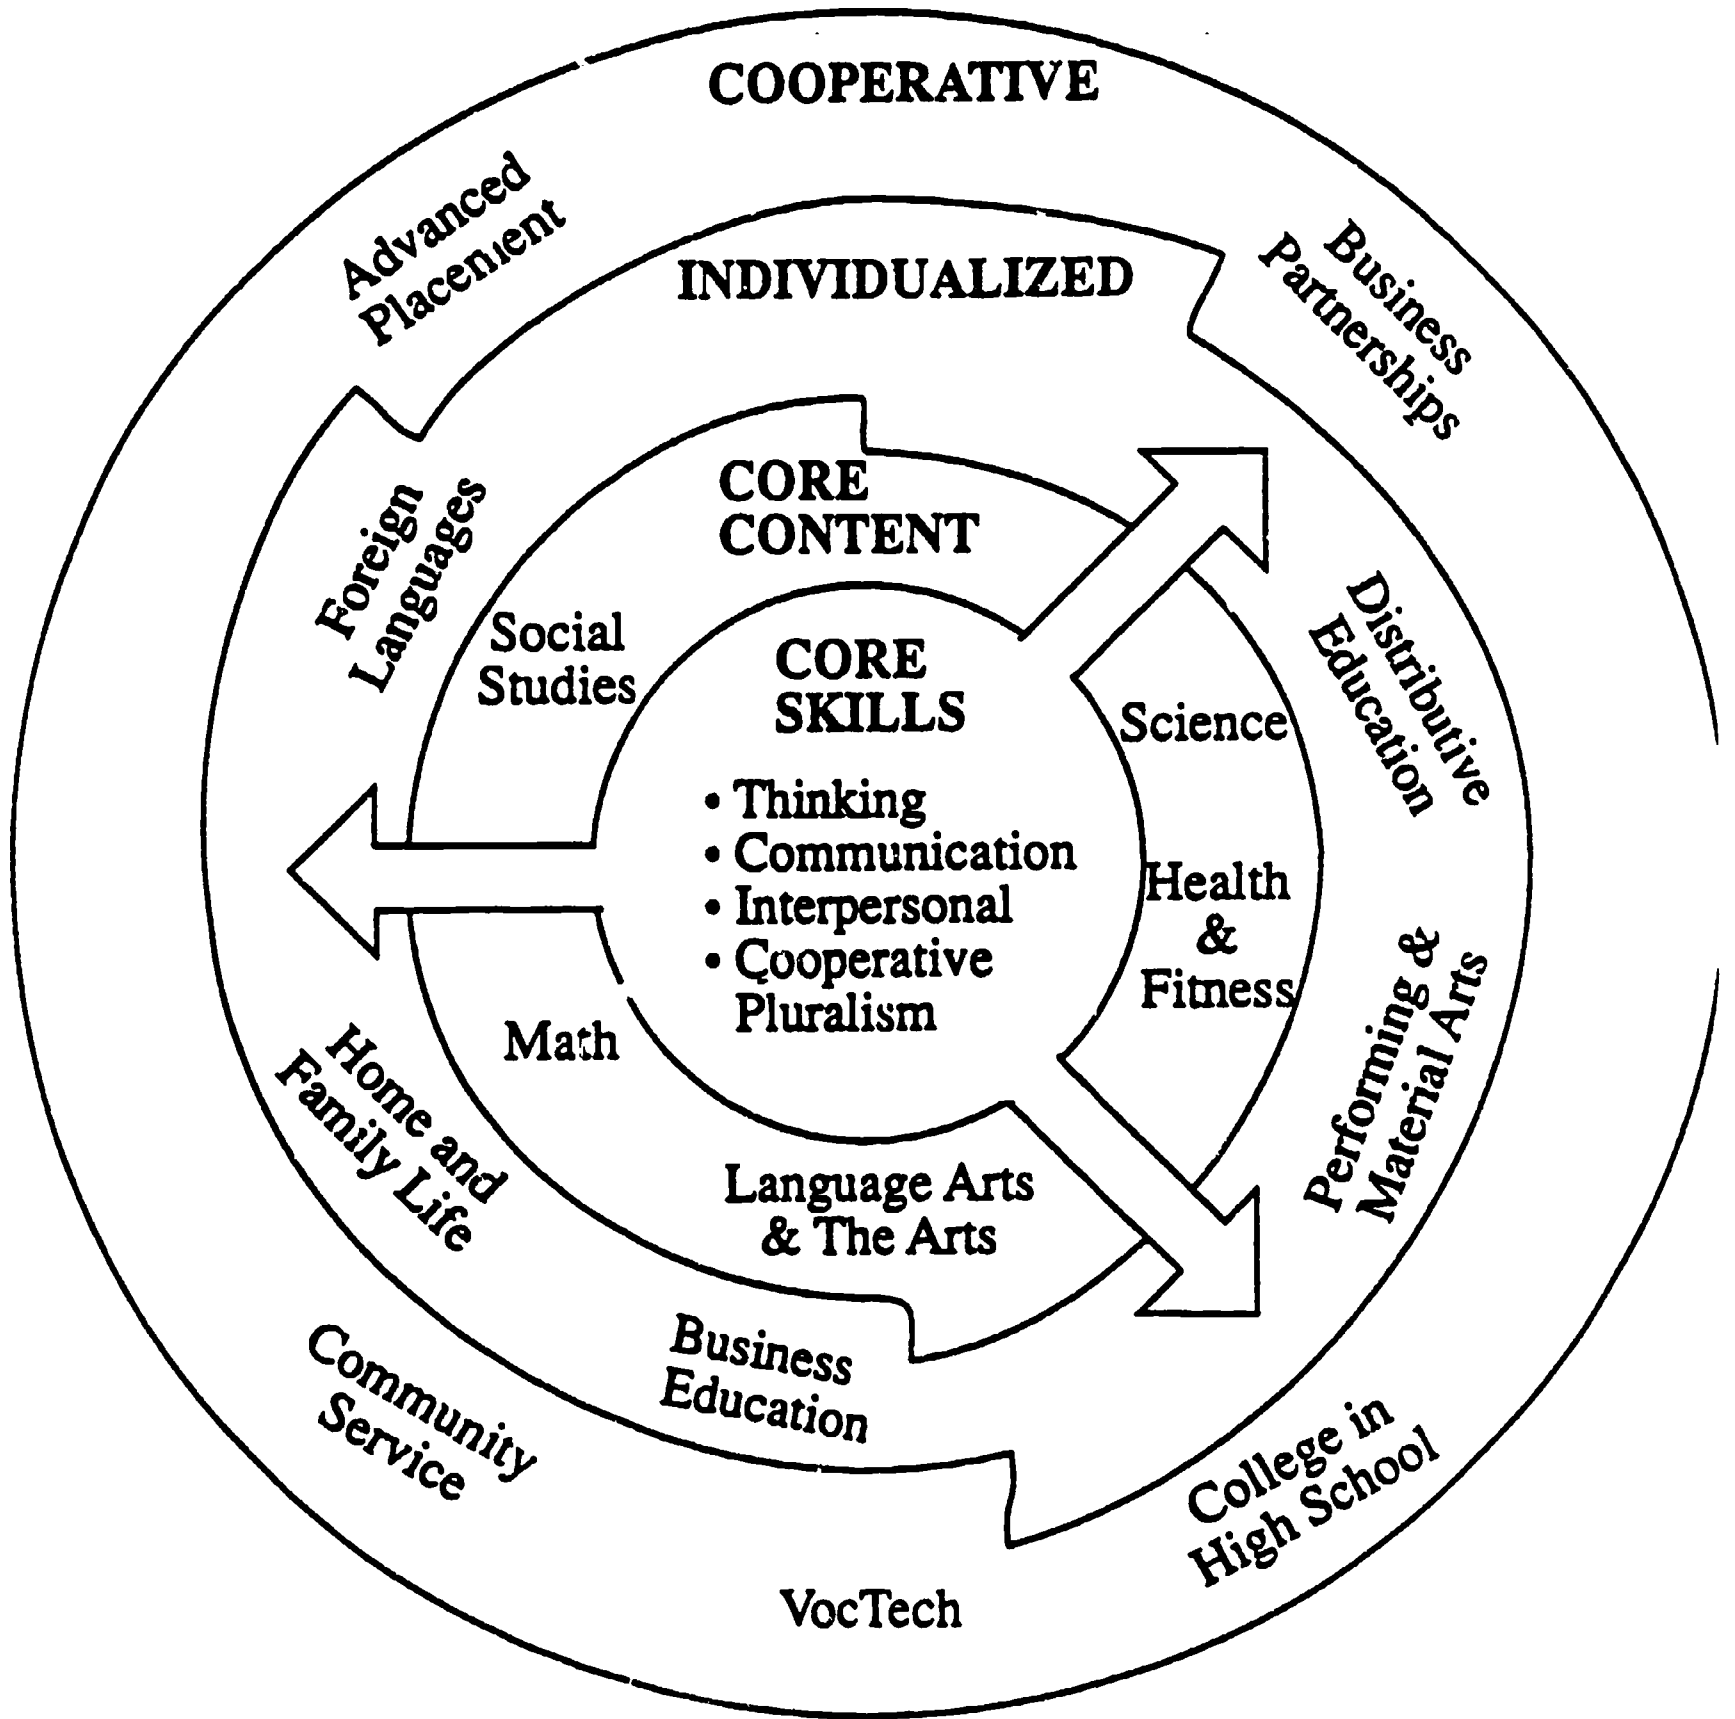 COOPERATIVE
Advanced
Placement
Business
Partnerships
INDIVIDUALIZED
Foreign
Languages
Distributive
Education
CORE
CONTENT
Social
Studies
Science
CORE
SKILLS
• Thinking
• Communication
• Interpersonal
• Cooperative
Pluralism
Health
&
Fitness
Math
Performing &
Material Arts
Home and
Family Life
Language Arts
& The Arts
Business
Education
Community
Service
College in
High School
VocTech